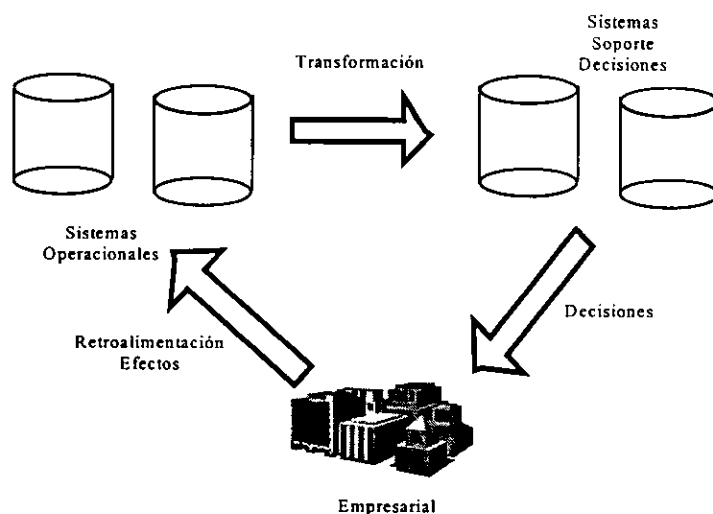 Sistemas
Soporte
Decisiones
Transformación
Sistemas
Operacionales
Decisiones
Retroalimentación
Efectos
Empresarial